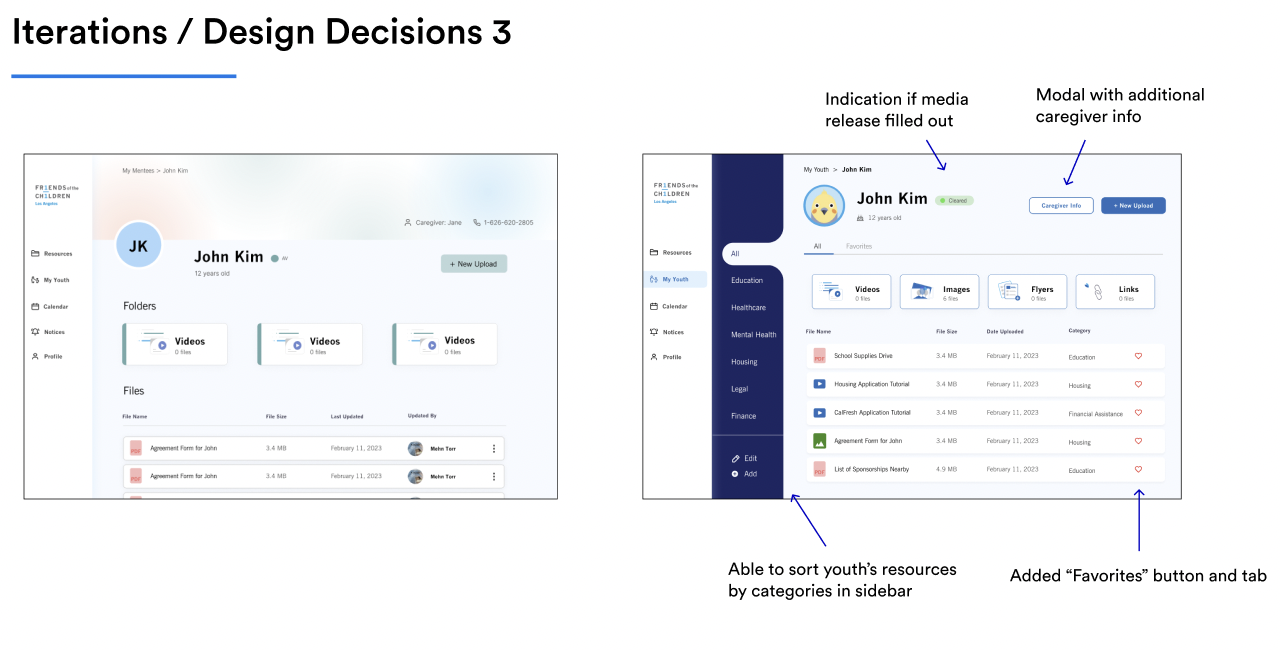 Iterations / Design Decisions 3
Indication if media
release filled out
Modal with additional
caregiver info
FR1ENDS of the
CH1LDREN
Los Angeles
Resources
My Youth
Calendar
Notices
Profile
My Mentees > John Kim
Caregiver: Jane
1-626-620-2805
JK
John Kim
12 years old
+ New Upload
Folders
Videos
0 files
Videos
0 files
Videos
0 files
Files
File Name File Size Last Updated Updated By
Agreement Form for John 3.4 MB February 11, 2023 Mehn Torr
Agreement Form for John 3.4 MB February 11, 2023 Mehn Torr
FR1ENDS of the
CH1LDREN
Los Angeles
Resources
My Youth
Calendar
Notices
Profile
All
Education
Healthcare
Mental Health
Housing
Legal
Finance
Edit
Add
My Youth > John Kim
John Kim
Cleared
12 years old
Caregiver Info
+ New Upload
All
Favorites
Videos
0 files
Images
6 files
Flyers
0 files
Links
0 files
File Name File Size Date Uploaded Category
PDF School Supplies Drive 3.4 MB February 11, 2023 Education
Housing Application Tutorial 3.4 MB February 11, 2023 Housing
CalFresh Application Tutorial 3.4 MB February 11, 2023 Financial Assistance
Agreement Form for John 3.4 MB February 11, 2023 Housing
PDF List of Sponsorships Nearby 4.9 MB February 11, 2023 Education
Able to sort youth's resources
by categories in sidebar
Added “Favorites” button and tab